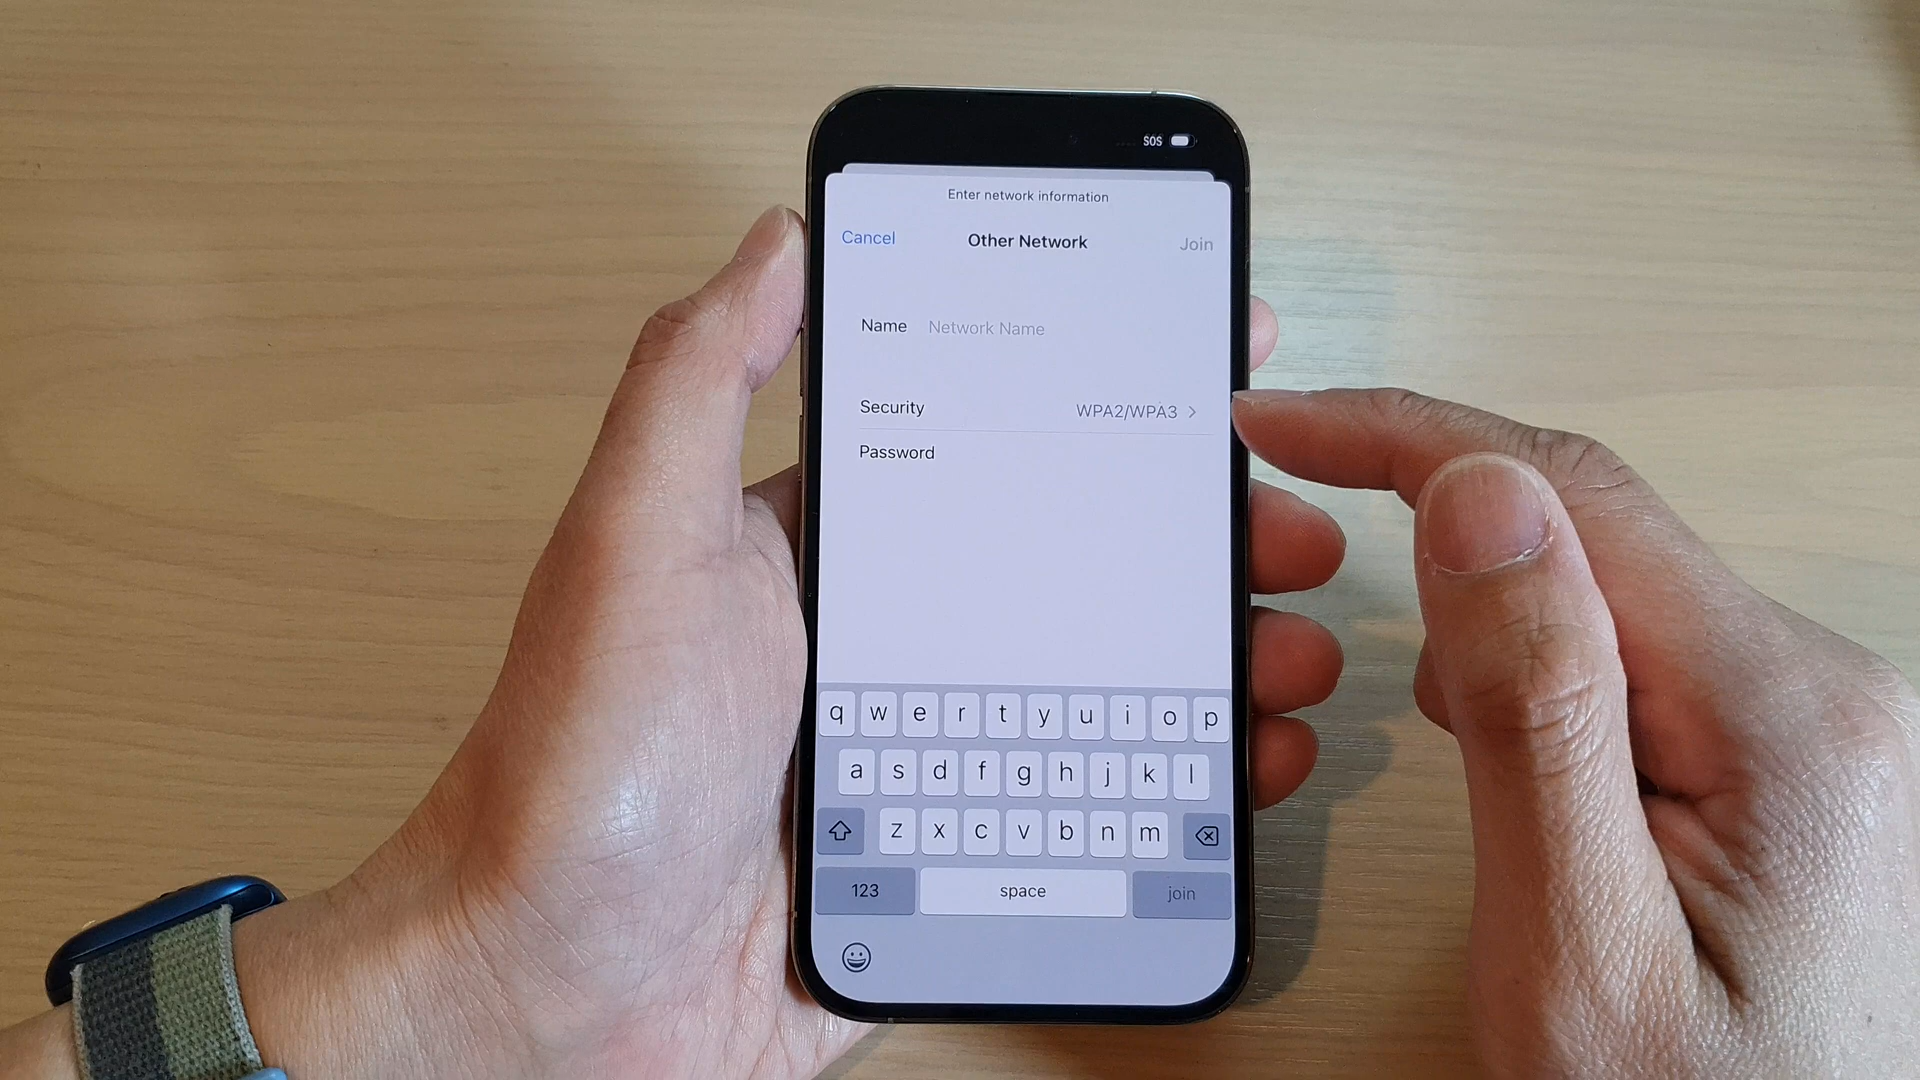 SOS
Enter network information
Cancel Other Network Join
Name Network Name
Security WPA2/WPA3 >
Password
q w e r t y u i o p
a s d f g h j k l
z x c v b n m
123 space join